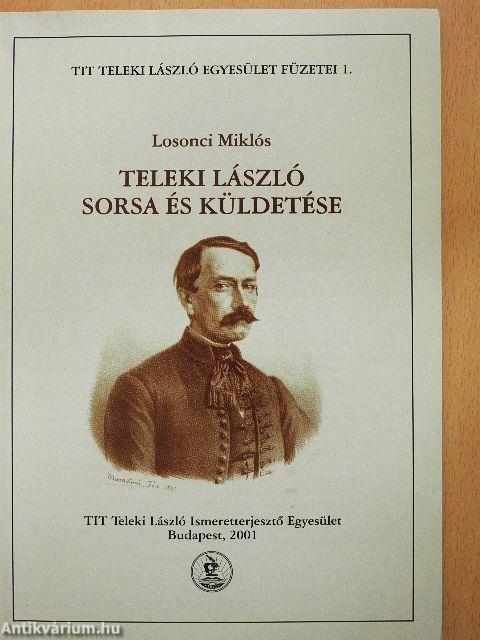 TIT TELEKI LÁSZLÓ EGYESÜLET FÜZETEI 1.
Losonci Miklós
TELEKI LÁSZLÓ
SORSA ÉS KÜLDETÉSE
TIT Teleki László Ismeretterjesztő Egyesület
Budapest, 2001
Antikvárium.hu